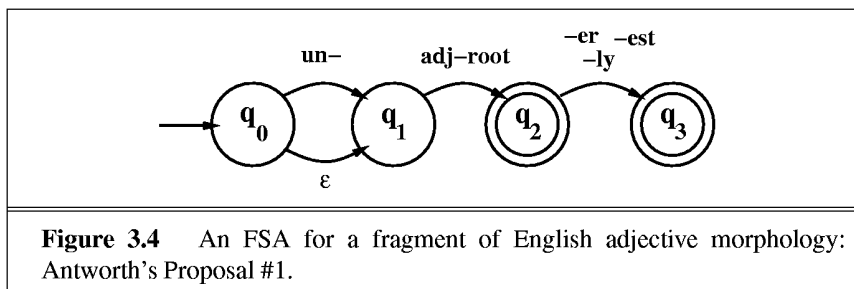 un− adj−root −er −est
−ly
q0 q1 q2 q3
ε
Figure 3.4 An FSA for a fragment of English adjective morphology:
Antworth's Proposal #1.